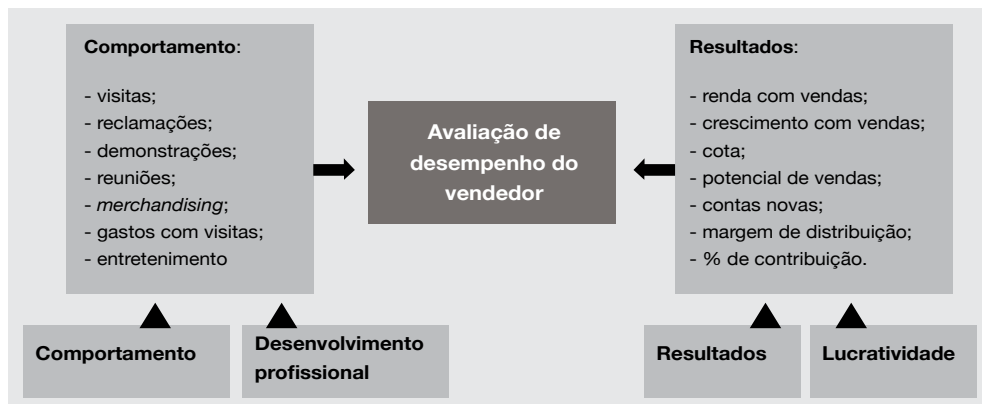 Comportamento:
- visitas;
- reclamações;
- demonstrações;
- reuniões;
- merchandising;
- gastos com visitas;
- entretenimento
Avaliação de
desempenho do
vendedor
Resultados:
- renda com vendas;
- crescimento com vendas;
- cota;
- potencial de vendas;
- contas novas;
- margem de distribuição;
- % de contribuição.
Comportamento
Desenvolvimento
profissional
Resultados
Lucratividade